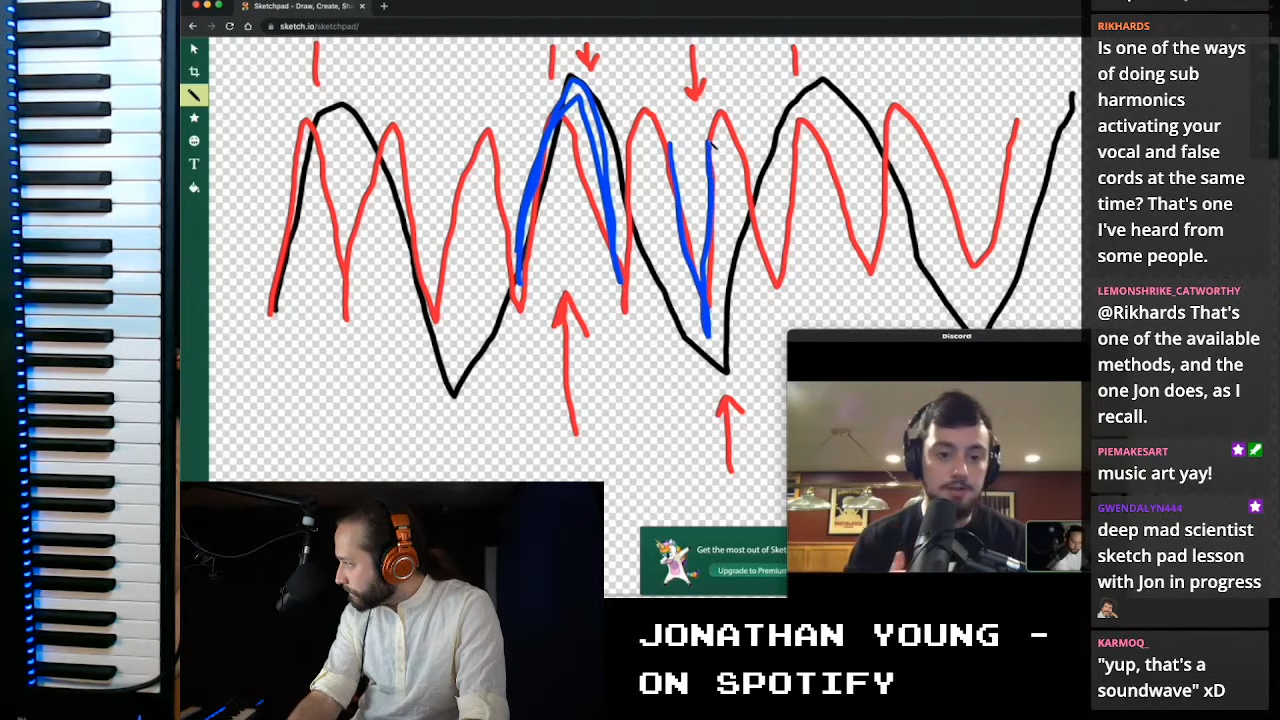 Sketchpad - Draw, Create, Sha
sketch.io/sketchpad/
T
Discord
Get the most out of Sket
Upgrade to Premium
JONATHAN YOUNG -
ON SPOTIFY
RIKHARDS
Is one of the ways
of doing sub
harmonics
activating your
vocal and false
cords at the same
time? That's one
I've heard from
some people.
LEMONSHRIKE_CATWORTHY
@Rikhards That's
one of the available
methods, and the
one Jon does, as I
recall.
PIEMAKESART
music art yay!
GWENDALYN444
deep mad scientist
sketch pad lesson
with Jon in progress
KARMOQ_
"yup, that's a
soundwave" xD